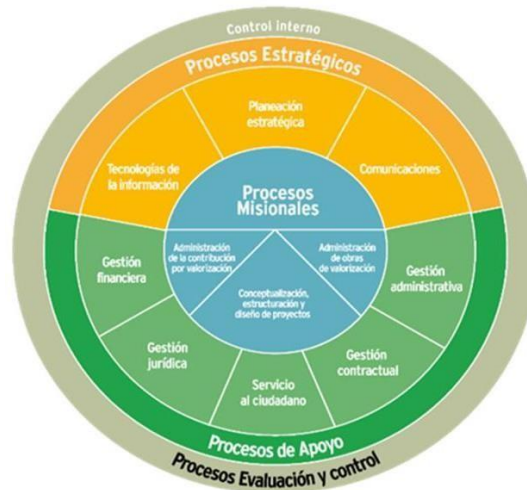 Control interno
Procesos Estratégicos
Planeación
estratégica
Tecnologías de
la información
Comunicaciones
Procesos
Misionales
Administración
de la contribución
por valorización
Administración
de obras
de valorización
Conceptualización,
estructuración y
diseño de proyectos
Gestión
financiera
Gestión
administrativa
Gestión
jurídica
Gestión
contractual
Servicio
al ciudadano
Procesos de Apoyo
Procesos Evaluación y control